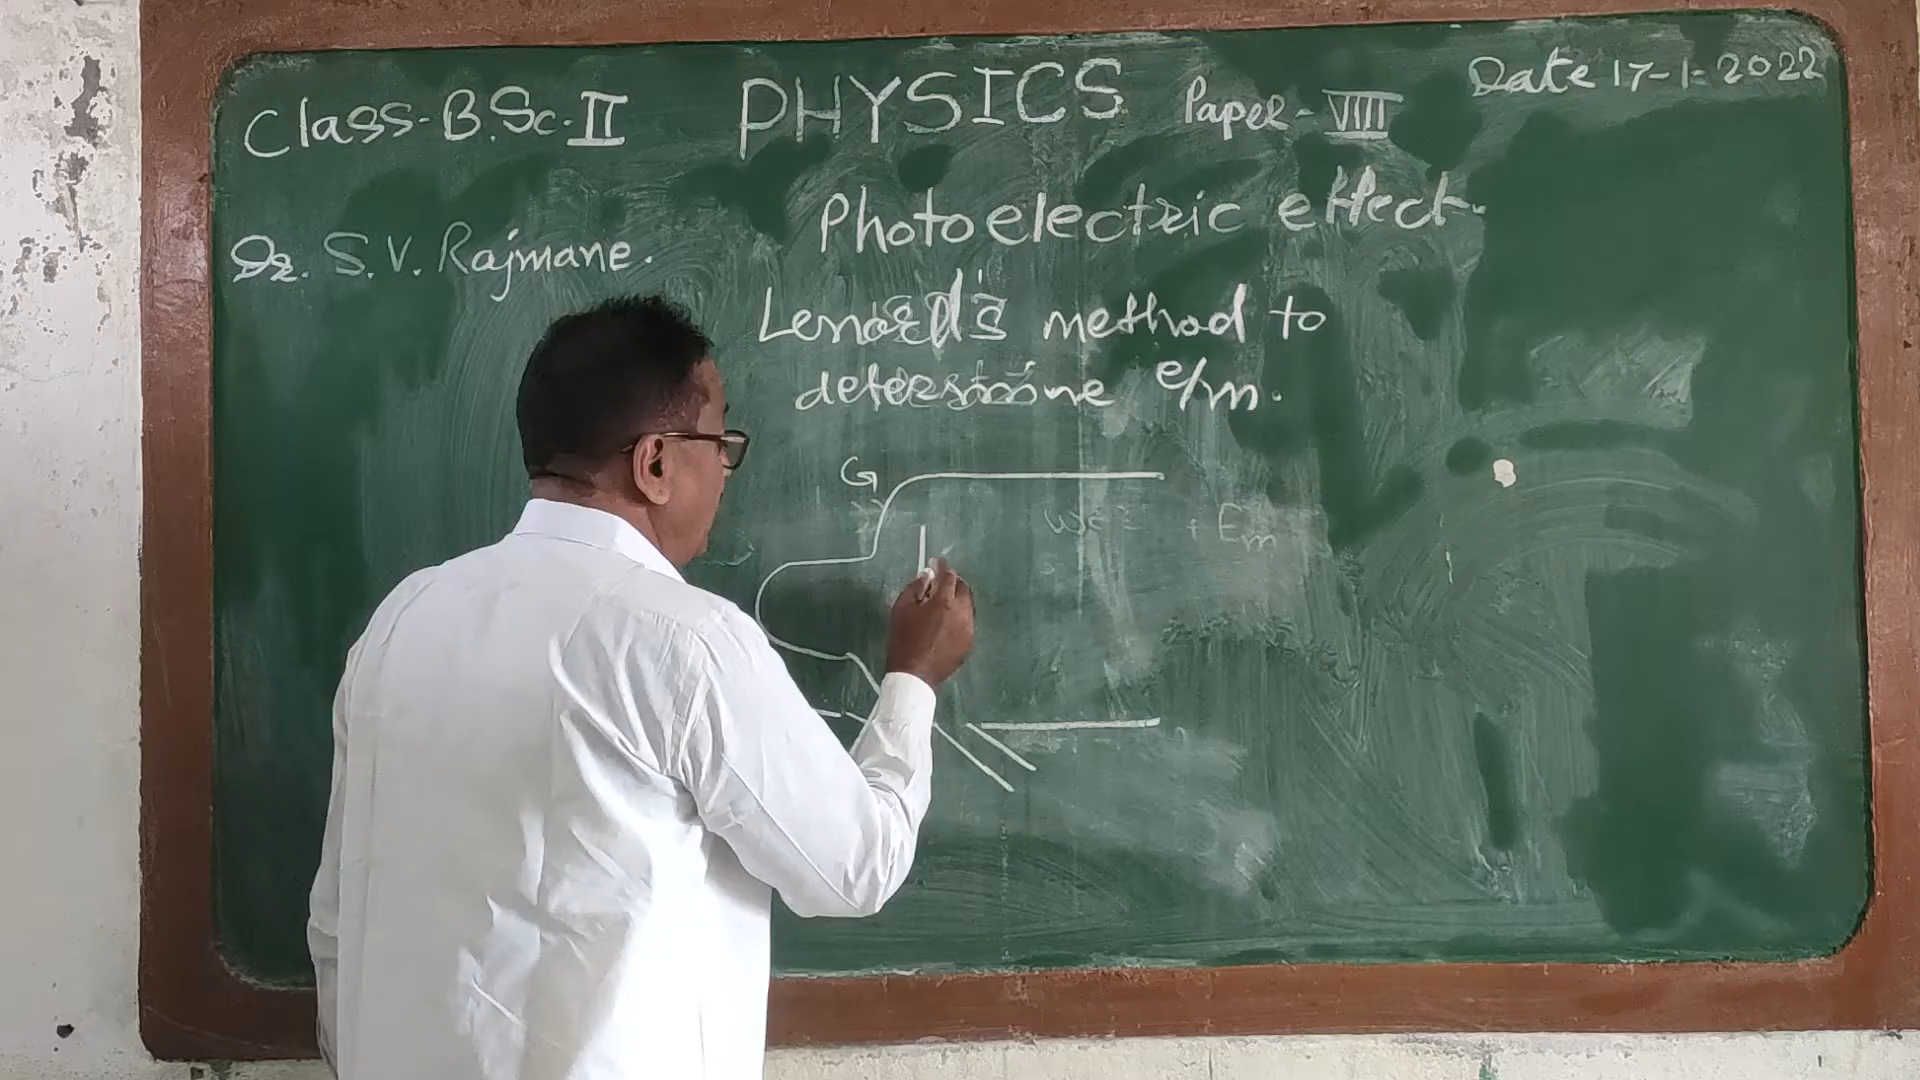 Class-B.Sc-II PHYSICS Paper-VIII Date 17-1-2022
Dr. S.V. Rajmane.
Photoelectric effect.
Lenard's method to
determine e/m.
G
+ Em